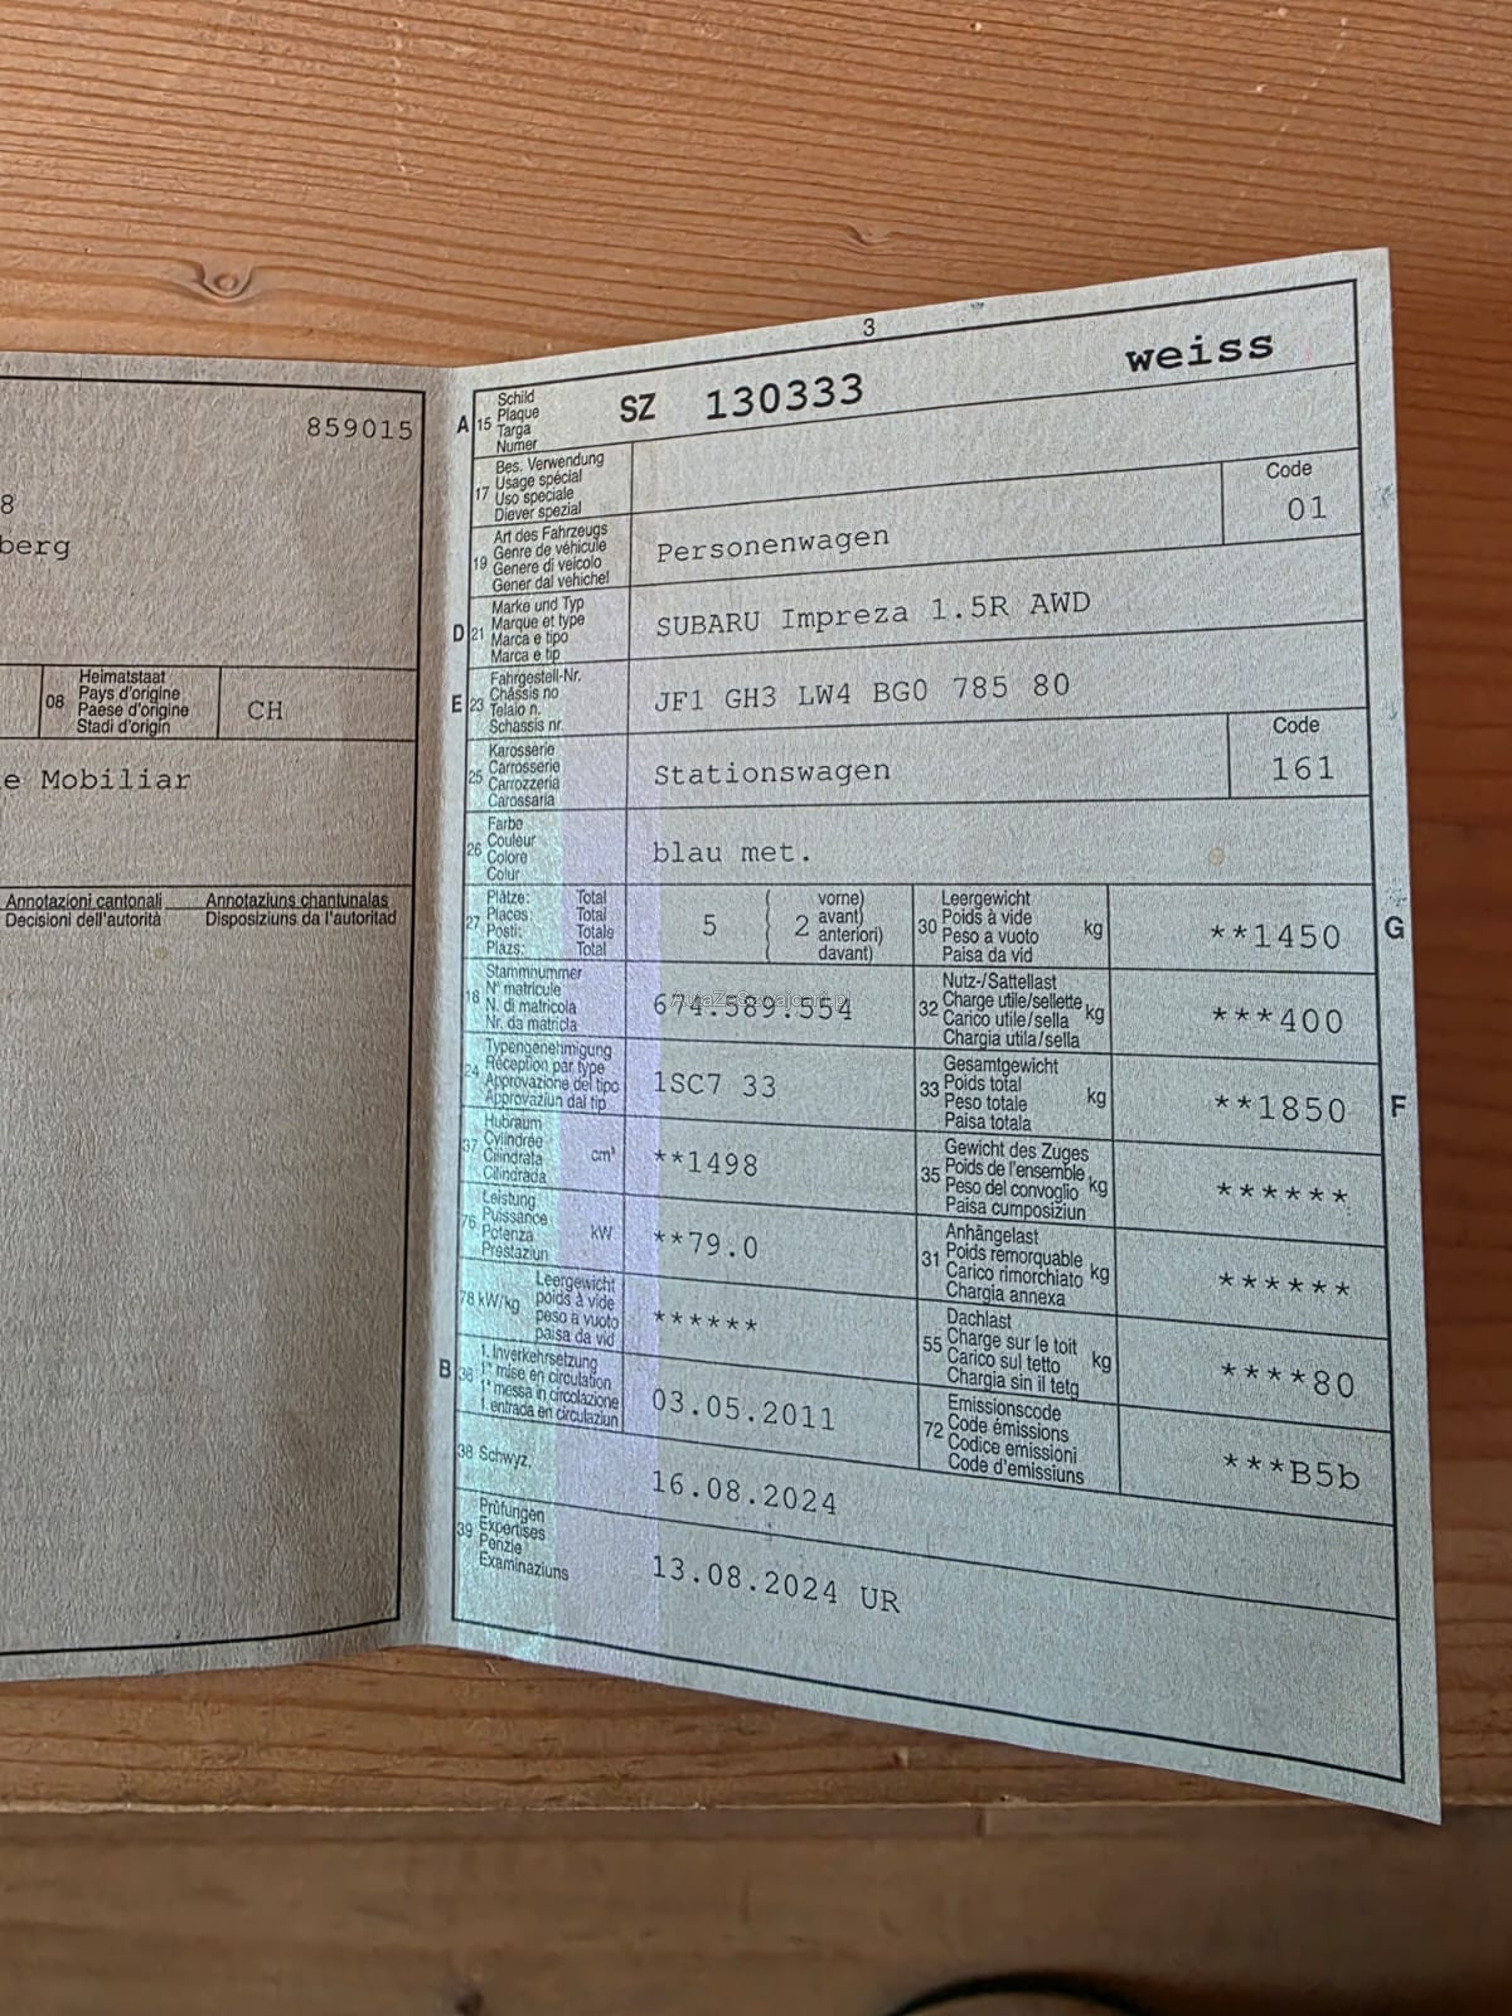 859015
8
berg
08 Heimatstaat
Pays d'origine
Paese d'origine
Stadi d'origin
CH
e Mobiliar
Annotazioni cantonali Annotaziuns chantunalas
Decisioni dell'autorità Disposiziuns da l'autoritad
3
A 15 Schild
Plaque
Targa
Numer
SZ 130333 weiss
17 Bes. Verwendung
Usage spécial
Uso speciale
Diever spezial
19 Art des Fahrzeugs
Genre de véhicule
Genere di veicolo
Gener dal vehichel
Personenwagen
Code
01
D 21 Marke und Typ
Marque et type
Marca e tipo
Marca e tip
SUBARU Impreza 1.5R AWD
E 23 Fahrgestell-Nr.
Châssis no
Telaio n.
Schassis nr.
JF1 GH3 LW4 BG0 785 80
25 Karosserie
Carrosserie
Carrozzeria
Carossaria
Stationswagen
Code
161
26 Farbe
Couleur
Colore
Colur
blau met.
27 Plätze: Total
Places: Total
Posti: Totale
Plazs: Total
5 ( 2 vorne)
avant)
anteriori)
davant)
30 Leergewicht
Poids à vide
Peso a vuoto
Paisa da vid
kg
**1450
G
18 Stammnummer
N° matricule
N. di matricola
Nr. da matricla
674.589.554
AutaZeSzwajcarii.pl
32 Nutz-/Sattellast
Charge utile/sellette
Carico utile/sella
Chargia utila/sella
kg
***400
24 Typengenehmigung
Réception par type
Approvazione del tipo
Approvaziun dal tip
1SC7 33
33 Gesamtgewicht
Poids total
Peso totale
Paisa totala
kg
**1850
F
37 Hubraum
Cylindrée
Cilindrata
Cilindrada
cm³
**1498
35 Gewicht des Zuges
Poids de l'ensemble
Peso del convoglio
Paisa cumposiziun
kg
******
76 Leistung
Puissance
Potenza
Prestaziun
kW
**79.0
31 Anhängelast
Poids remorquable
Carico rimorchiato
Chargia annexa
kg
******
78 kW/kg Leergewicht
poids à vide
peso a vuoto
paisa da vid
******
55 Dachlast
Charge sur le toit
Carico sul tetto
Chargia sin il tetg
kg
****80
B 36 1. Inverkehrsetzung
1re mise en circulation
1a messa in circolazione
1. entrada en circulaziun
03.05.2011
72 Emissionscode
Code émissions
Codice emissioni
Code d'emissiuns
***B5b
38 Schwyz,
16.08.2024
39 Prüfungen
Expertises
Perizie
Examinaziuns
13.08.2024 UR